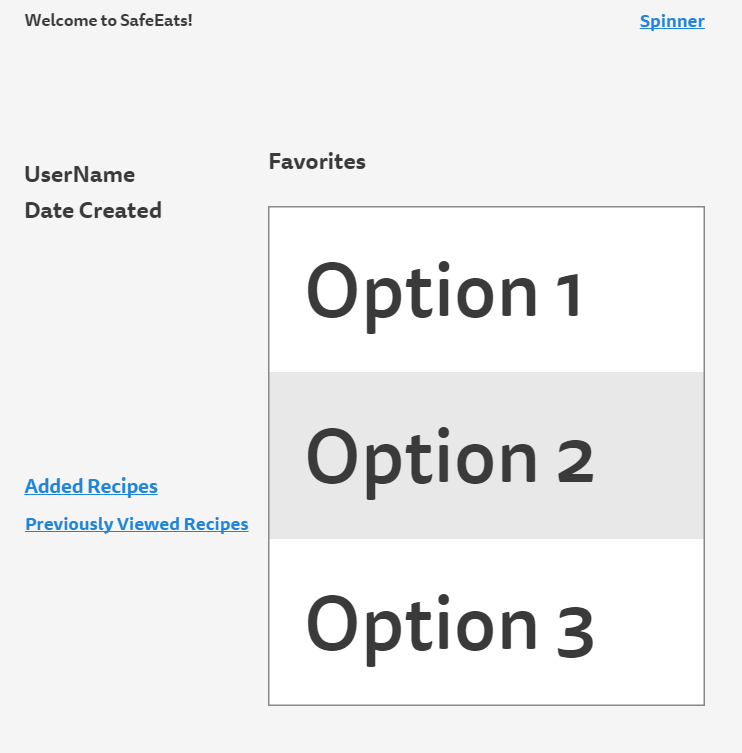 Welcome to SafeEats!
Spinner
UserName
Date Created
Favorites
Option 1
Option 2
Option 3
Added Recipes
Previously Viewed Recipes